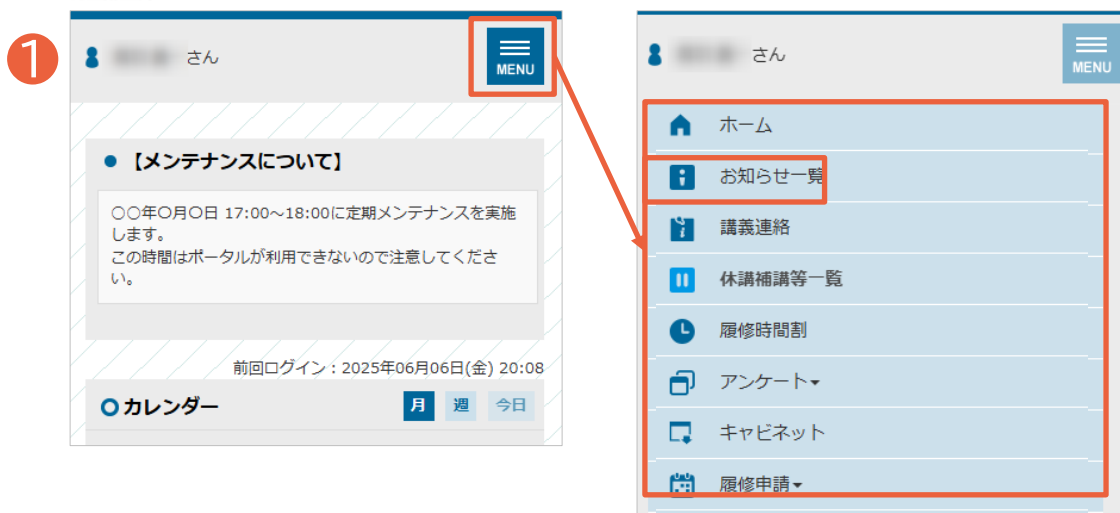 1
さん
MENU
● 【メンテナンスについて】
○○年○月○日 17:00～18:00に定期メンテナンスを実施
します。
この時間はポータルが利用できないので注意してくださ
い。
前回ログイン：2025年06月06日(金) 20:08
カレンダー
月 週 今日
さん
MENU
ホーム
お知らせ一覧
講義連絡
休講補講等一覧
履修時間割
アンケート▾
キャビネット
履修申請▾